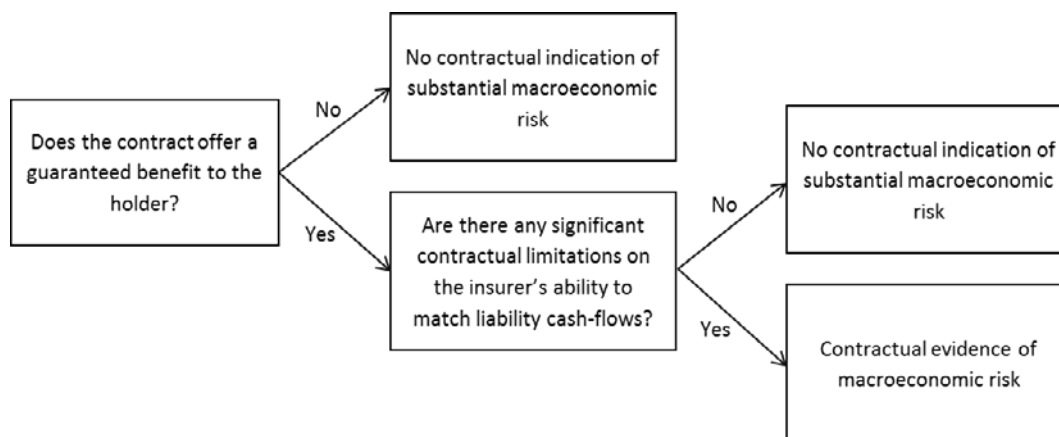 Does the contract offer a
guaranteed benefit to the
holder?
No
No contractual indication of
substantial macroeconomic
risk
Yes
Are there any significant
contractual limitations on
the insurer's ability to
match liability cash-flows?
No
No contractual indication of
substantial macroeconomic
risk
Yes
Contractual evidence of
macroeconomic risk